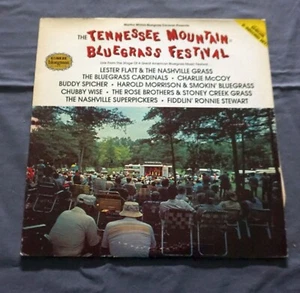 THE TENNESSEE MOUNTAIN
BLUEGRASS FESTIVAL
LESTER FLATT & THE NASHVILLE GRASS
THE BLUEGRASS CARDINALS • CHARLIE McCOY
BUDDY SPICHER • HAROLD MORRISON & SMOKIN' BLUEGRASS
CHUBBY WISE • THE ROSE BROTHERS & STONEY CREEK GRASS
THE NASHVILLE SUPERPICKERS • FIDDLIN' RONNIE STEWART